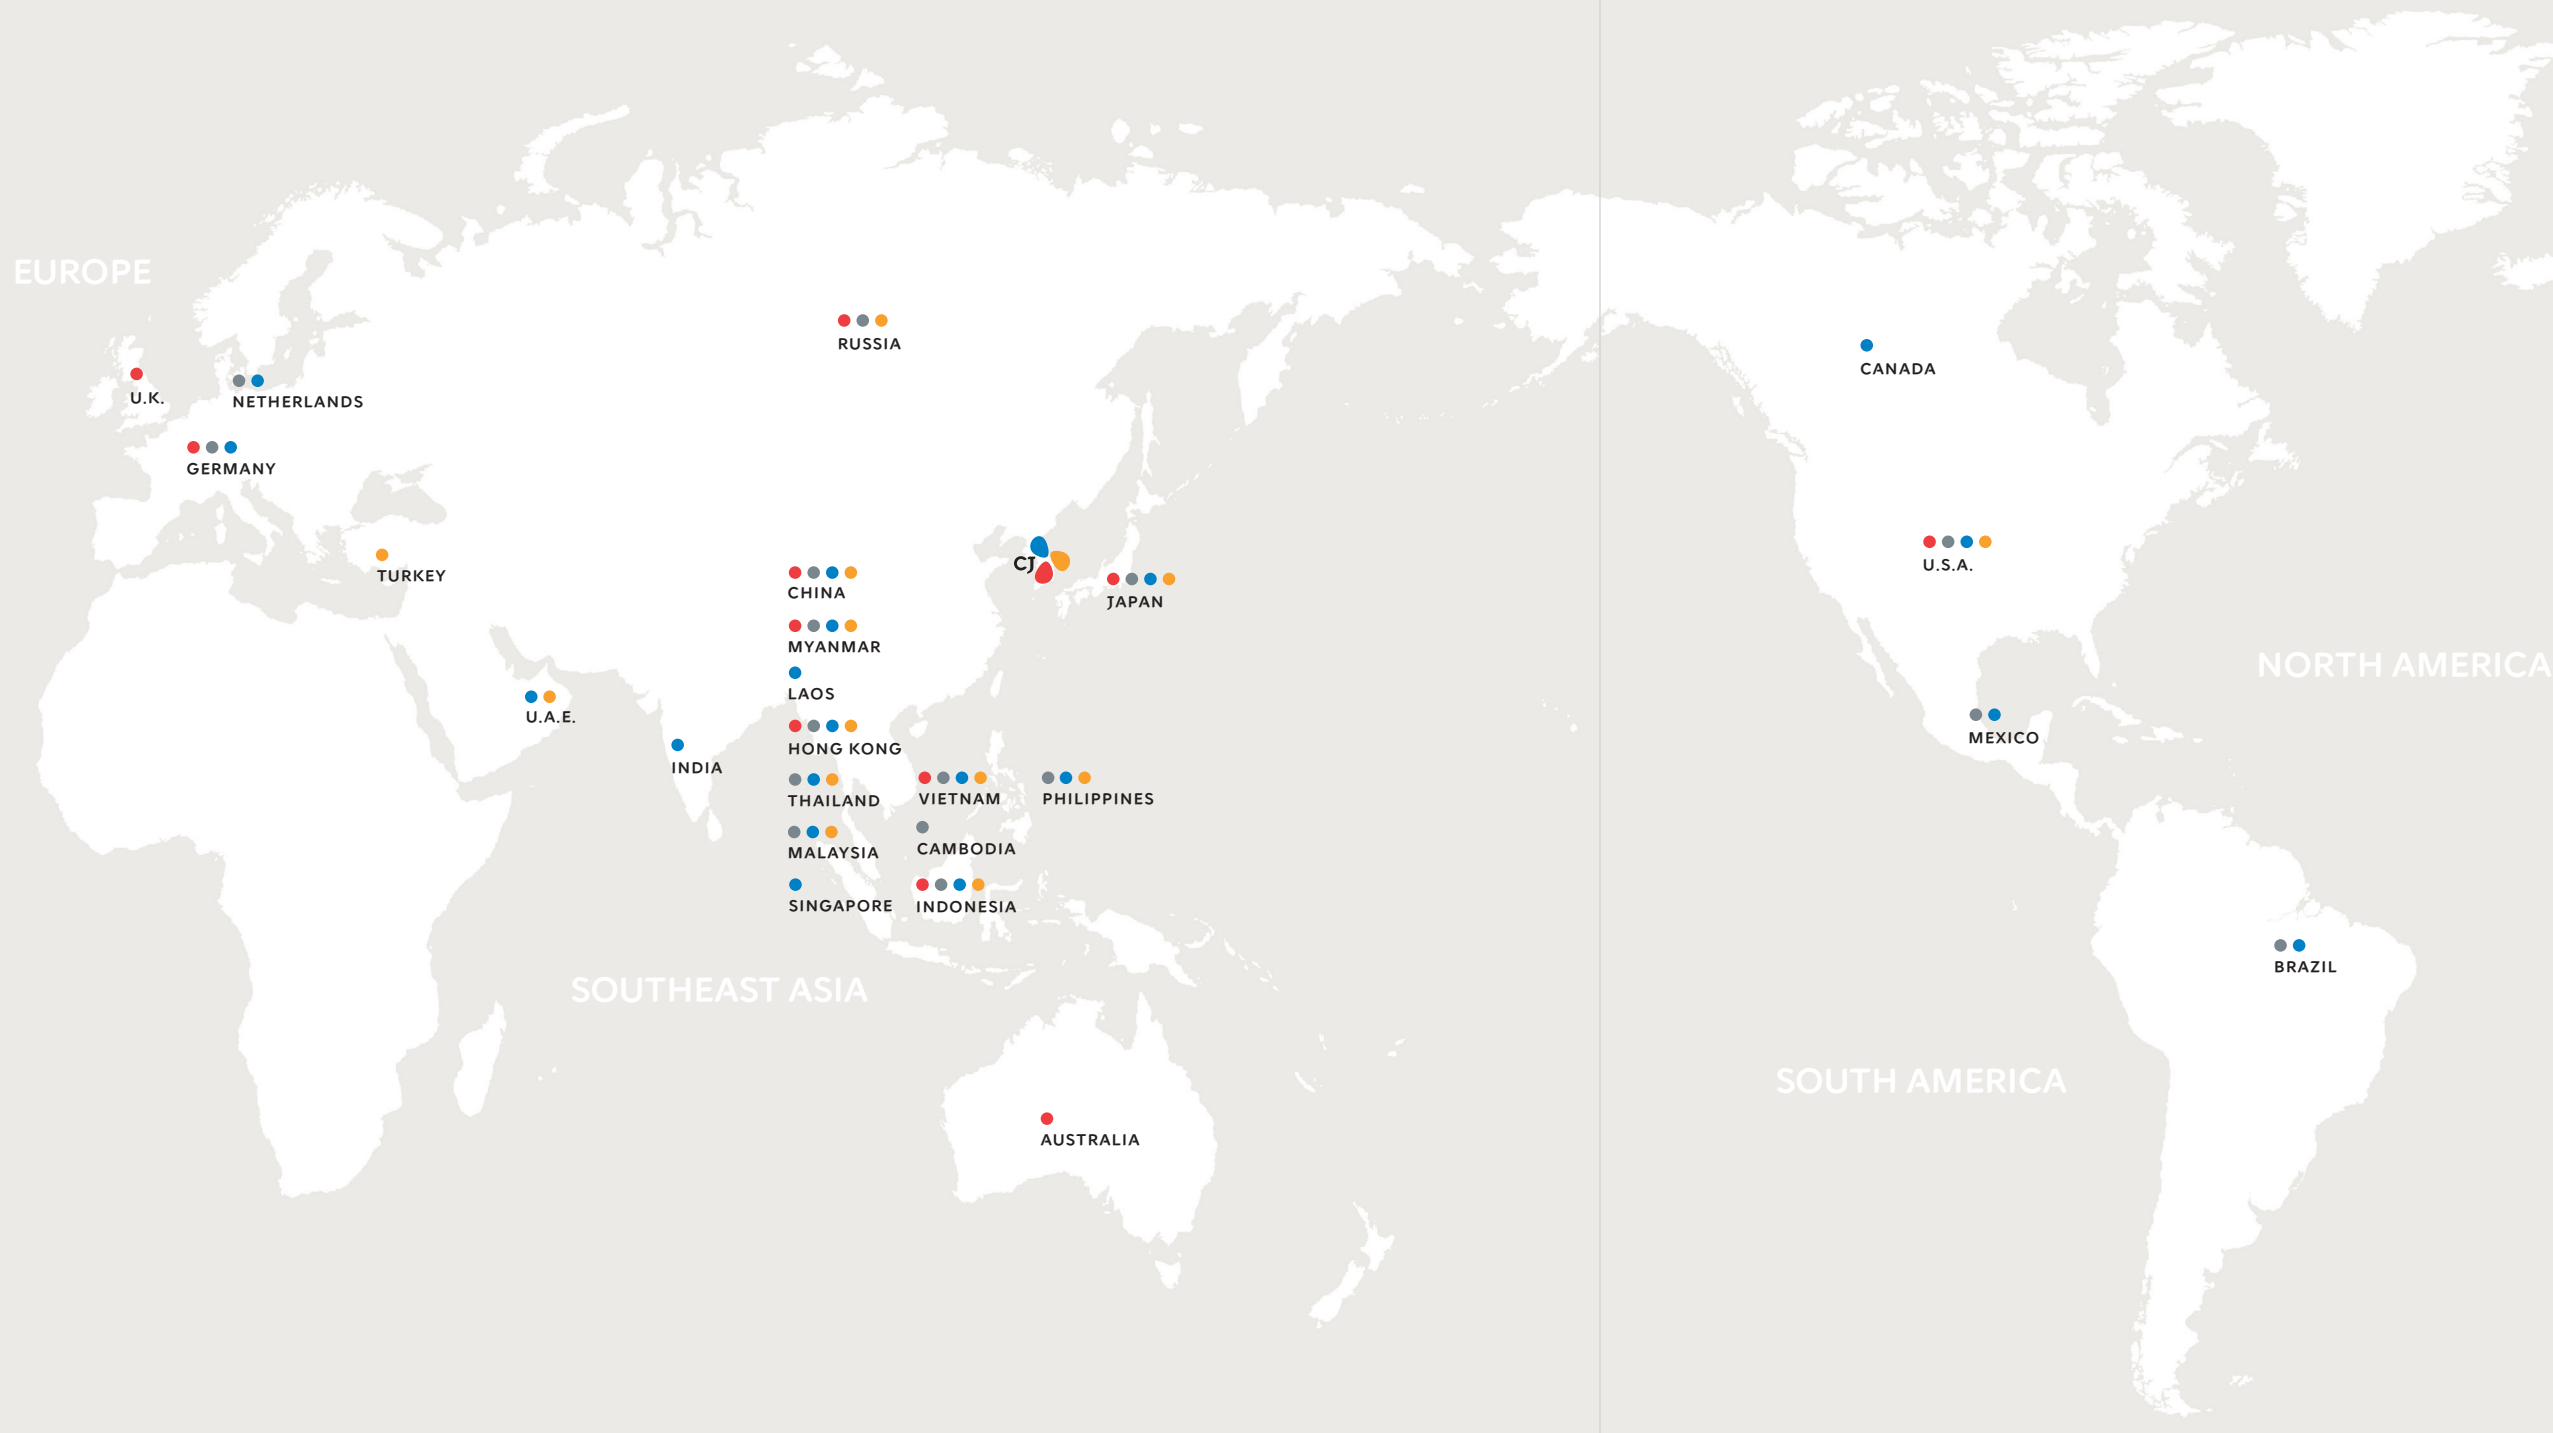 EUROPE
RUSSIA
CANADA
U.K.
NETHERLANDS
GERMANY
CJ
U.S.A.
TURKEY
CHINA
JAPAN
MYANMAR
NORTH AMERICA
LAOS
U.A.E.
MEXICO
HONG KONG
INDIA
THAILAND
VIETNAM
PHILIPPINES
MALAYSIA
CAMBODIA
SINGAPORE
INDONESIA
BRAZIL
SOUTHEAST ASIA
SOUTH AMERICA
AUSTRALIA